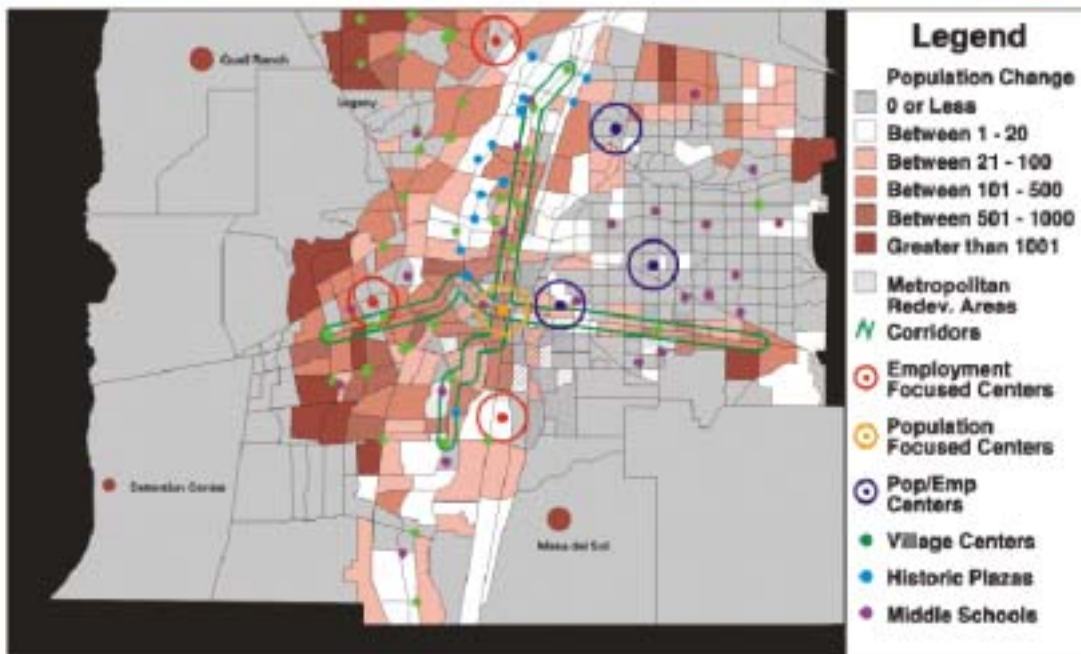 Quail Ranch
Legacy
Mesa del Sol
Legend
Population Change
0 or Less
Between 1 - 20
Between 21 - 100
Between 101 - 500
Between 501 - 1000
Greater than 1001
Metropolitan
Redev. Areas
Corridors
Employment
Focused Centers
Population
Focused Centers
Pop/Emp
Centers
Village Centers
Historic Plazas
Middle Schools